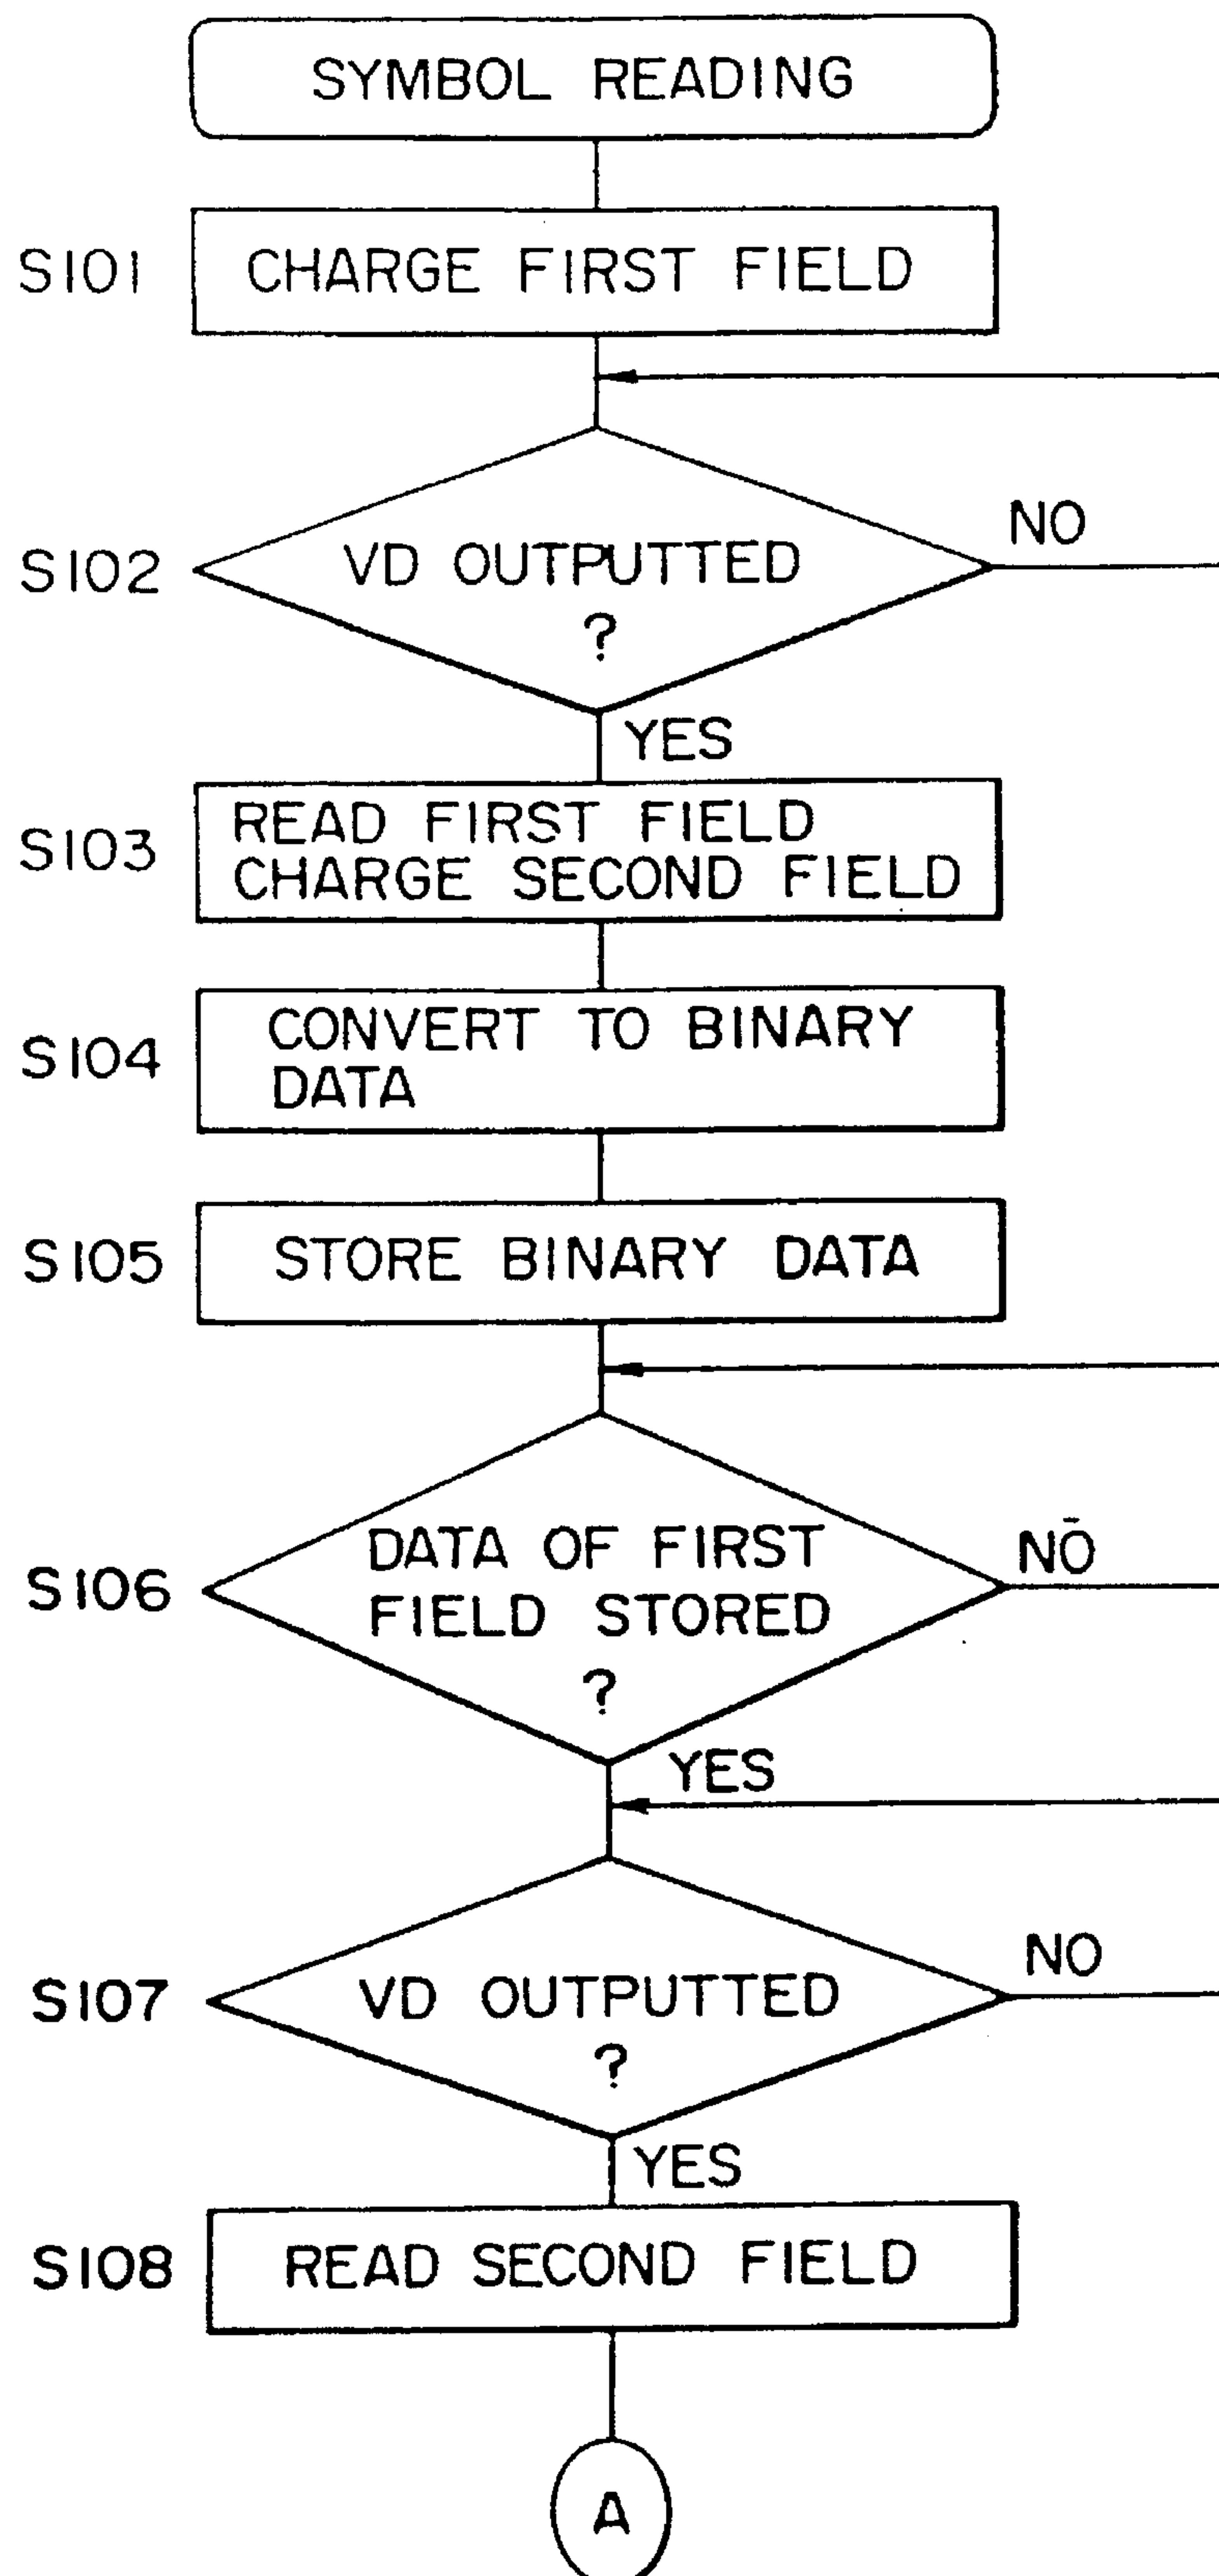 SYMBOL READING
S101 CHARGE FIRST FIELD
NO
S102 VD OUTPUTTED
?
YES
S103 READ FIRST FIELD
CHARGE SECOND FIELD
S104 CONVERT TO BINARY
DATA
S105 STORE BINARY DATA
S106 DATA OF FIRST
FIELD STORED
?
NO
YES
S107 VD OUTPUTTED
?
NO
YES
S108 READ SECOND FIELD
A